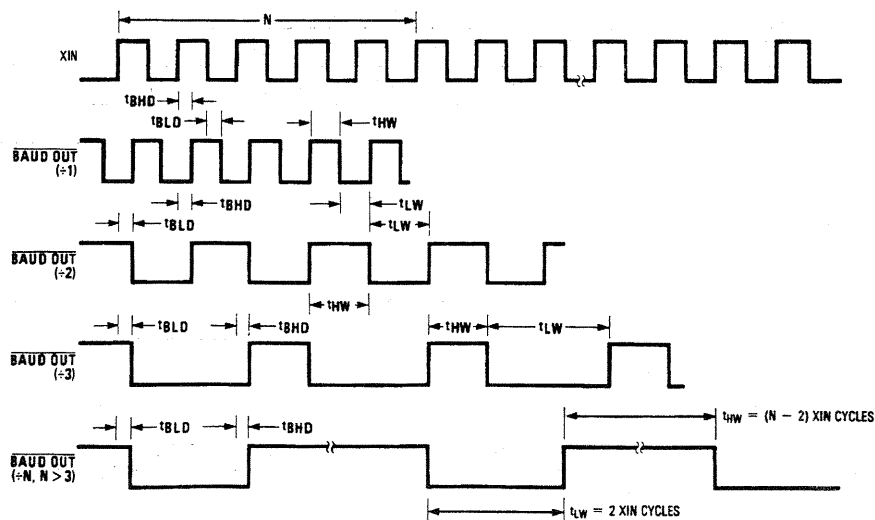 N
XIN
tBHD
tBLD
tHW
BAUD OUT
(÷1)
tBHD
tLW
tBLD
tLW
BAUD OUT
(÷2)
tHW
tBLD
tBHD
tHW
tLW
BAUD OUT
(÷3)
tHW = (N – 2) XIN CYCLES
tBLD
tBHD
BAUD OUT
(÷N, N > 3)
tLW = 2 XIN CYCLES